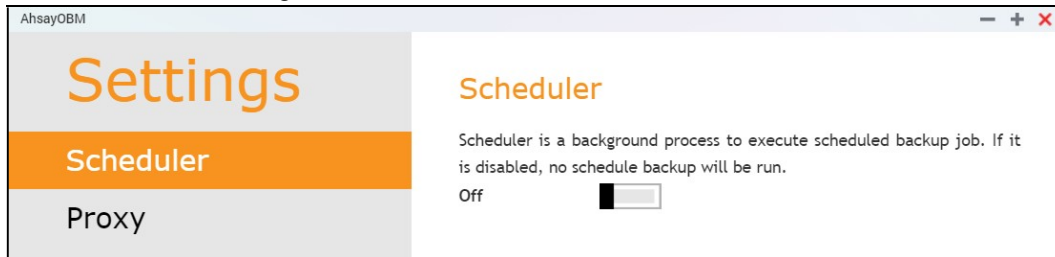 AhsayOBM
Settings
Scheduler
Proxy
Scheduler
Scheduler is a background process to execute scheduled backup job. If it
is disabled, no schedule backup will be run.
Off